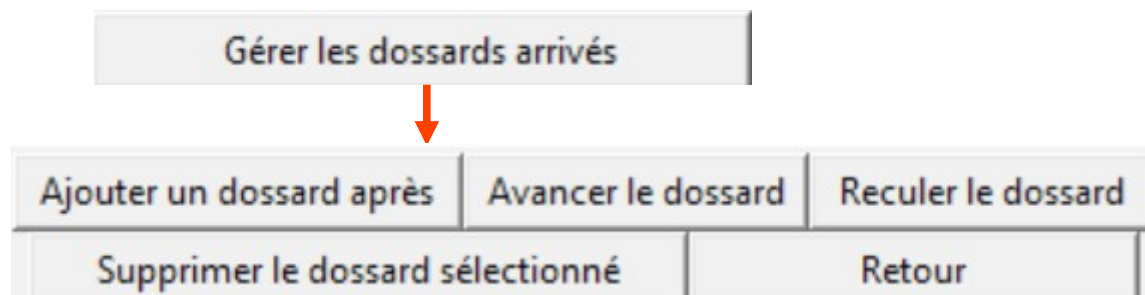 Gérer les dossards arrivés
Ajouter un dossard après Avancer le dossard Reculer le dossard
Supprimer le dossard sélectionné Retour